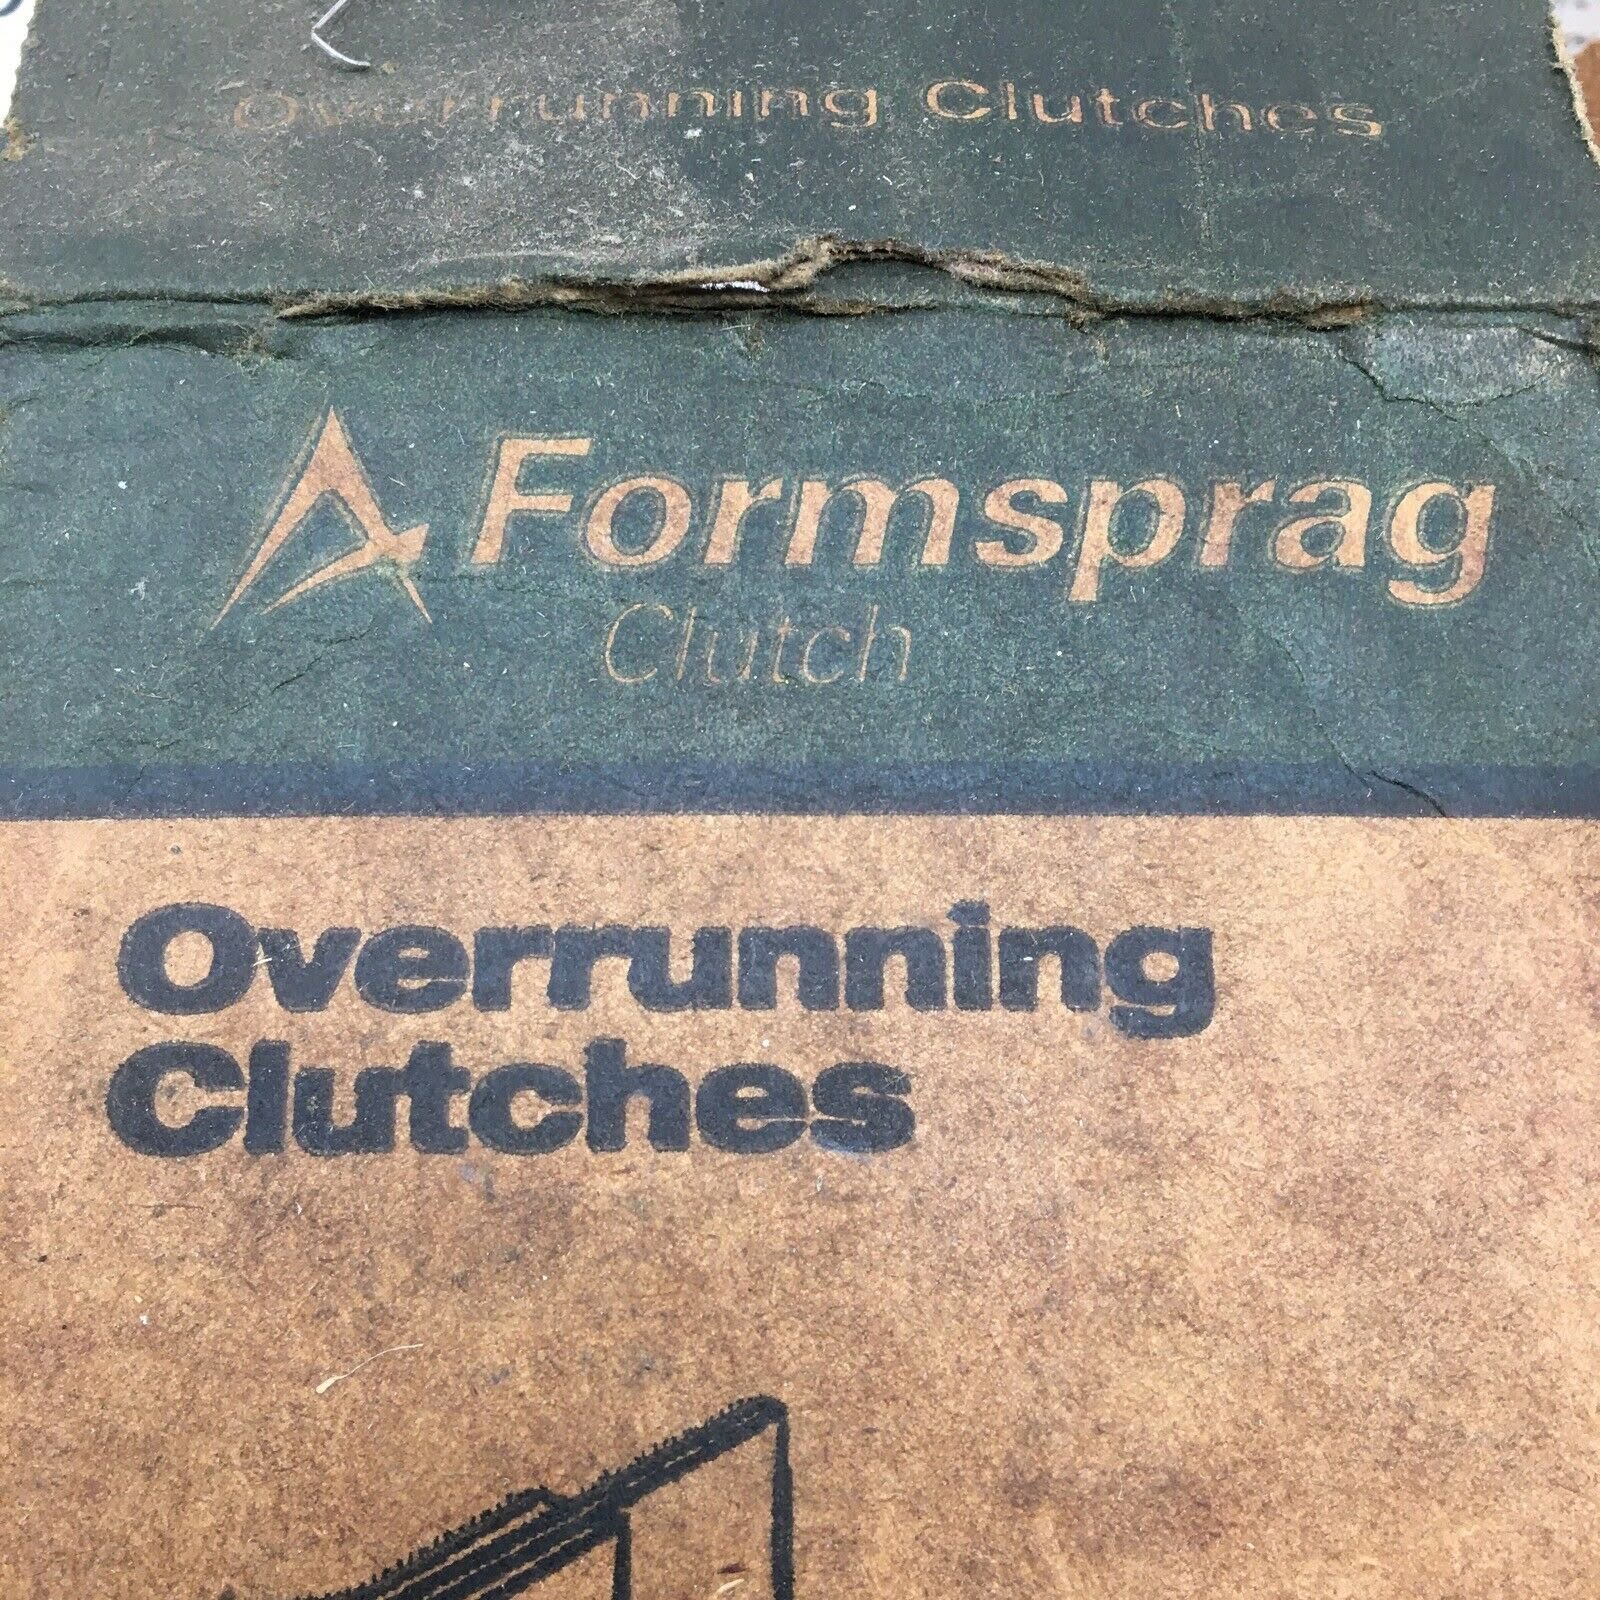 Overrunning Clutches
Formsprag
Clutch
Overrunning
Clutches